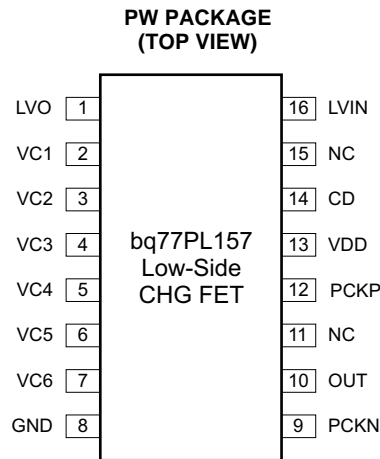 PW PACKAGE
(TOP VIEW)
LVO 1 16 LVIN
VC1 2 15 NC
VC2 3 14 CD
VC3 4 13 VDD
VC4 5 12 PCKP
VC5 6 11 NC
VC6 7 10 OUT
GND 8 9 PCKN
bq77PL157
Low-Side
CHG FET